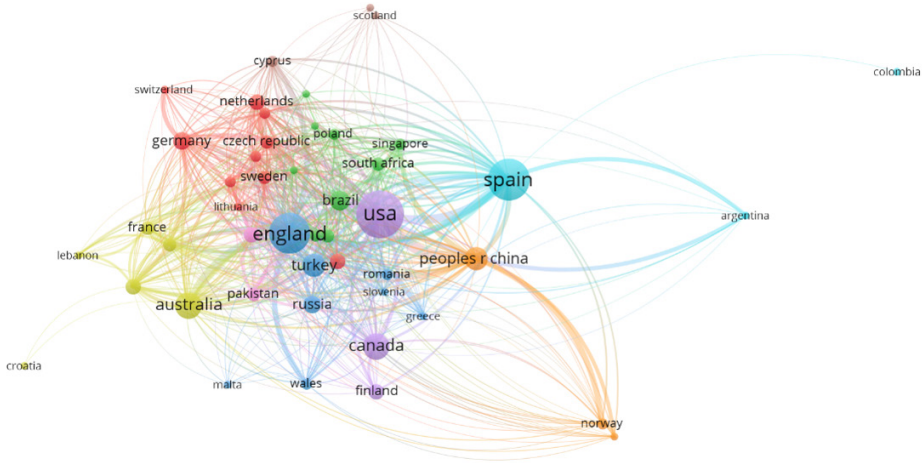 scotland
cyprus
colombia
switzerland
netherlands
poland
germany
czech republic
singapore
south africa
sweden
spain
brazil
lithuania
usa
argentina
france
england
lebanon
peoples r china
turkey
romania
pakistan
slovenia
australia
russia
greece
canada
croatia
malta
wales
finland
norway